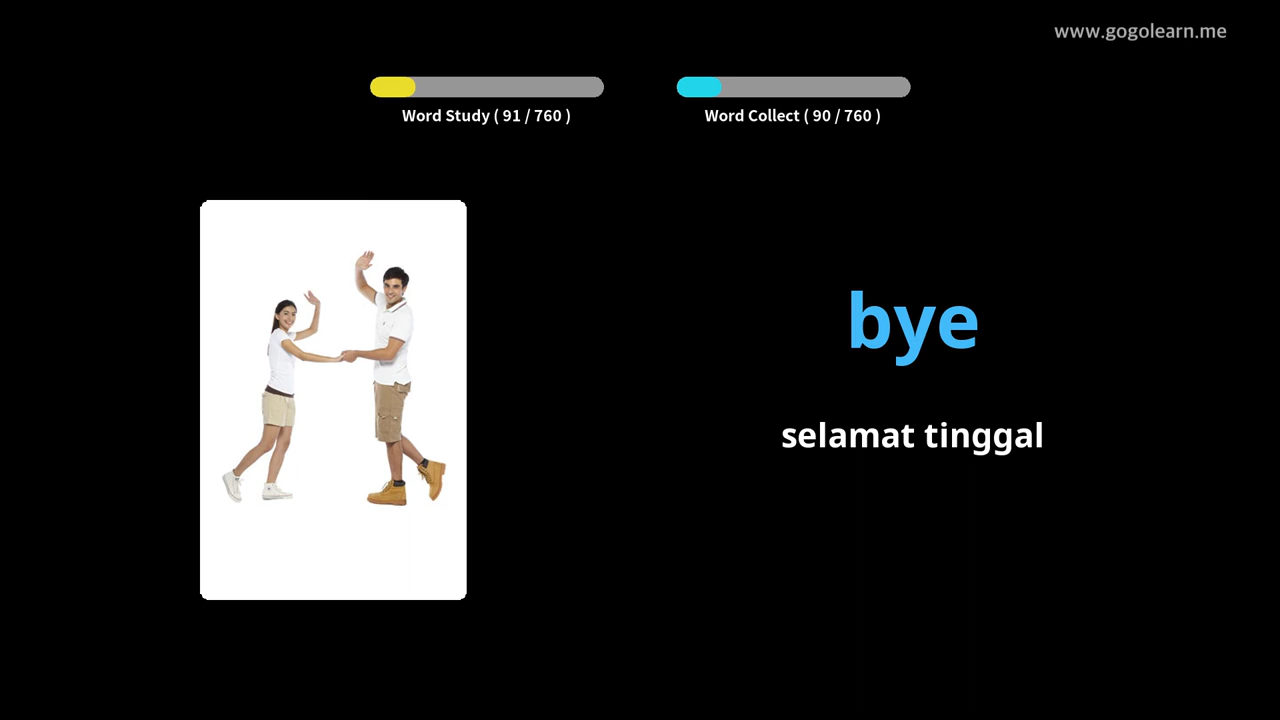 www.gogolearn.me
Word Study ( 91 / 760 )
Word Collect ( 90 / 760 )
bye
selamat tinggal